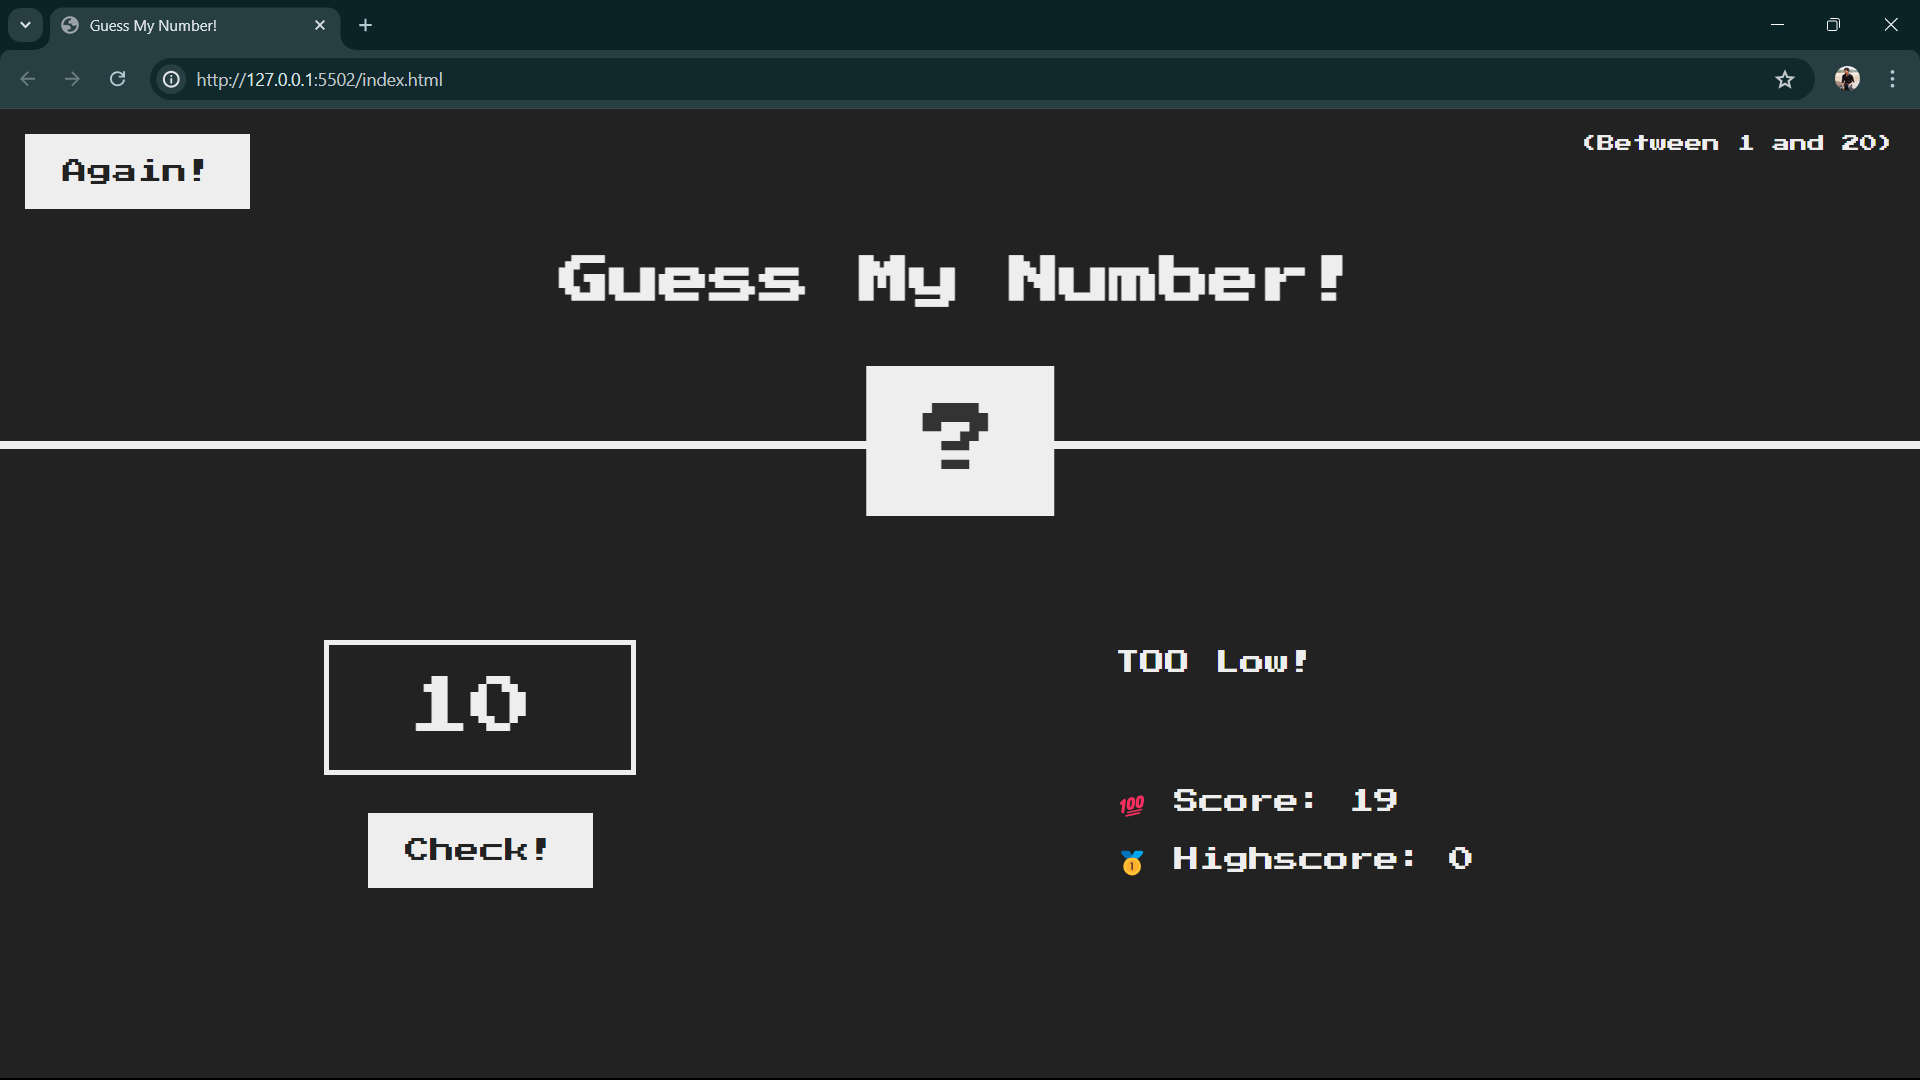 Guess My Number!
http://127.0.0.1:5502/index.html
Again!
(Between 1 and 20)
Guess My Number!
?
10
Check!
TOO Low!
💯 Score: 19
🥇 Highscore: 0